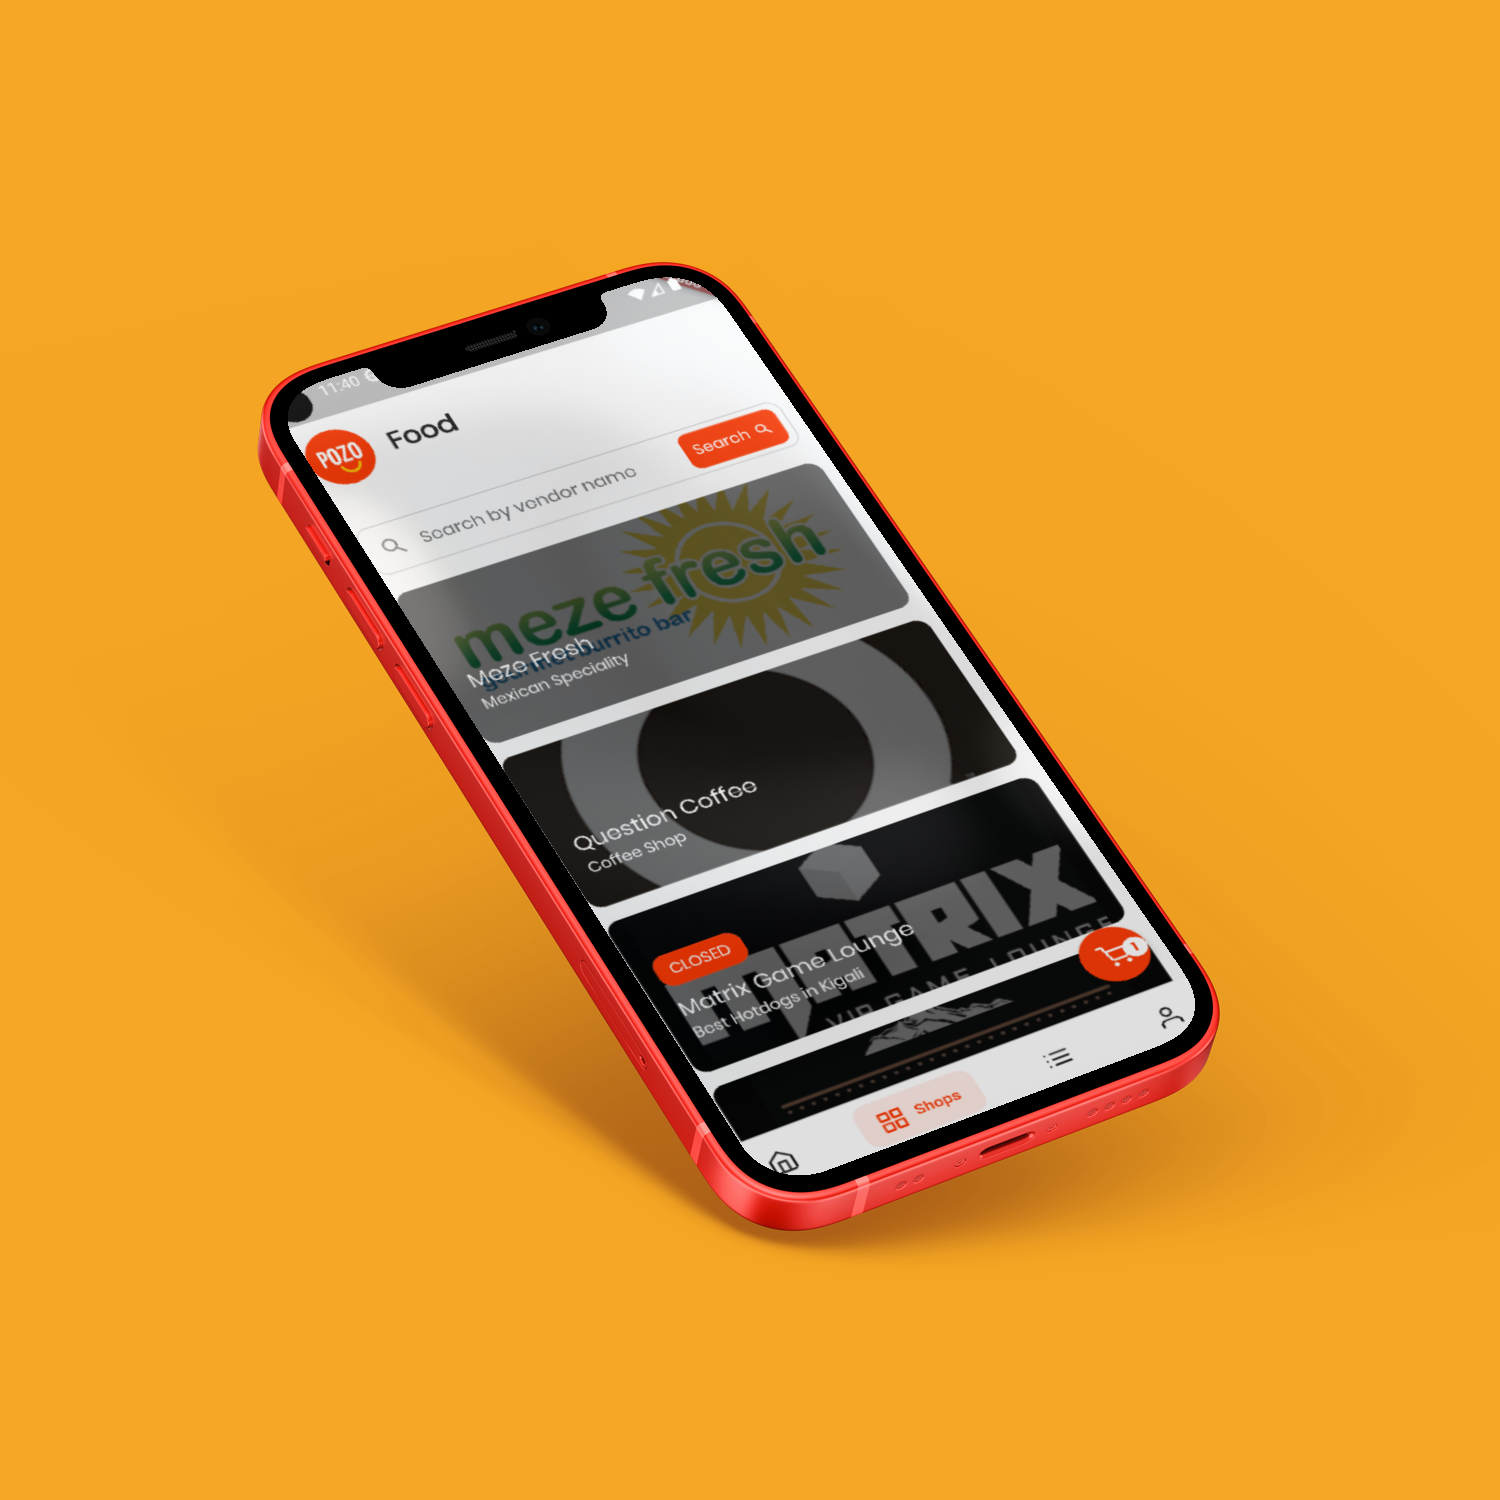 11:40
POZO
Food
Search by vendor name
Search
meze fresh
gourmet burrito bar
Meze Fresh
Mexican Speciality
Question Coffee
Coffee Shop
MATRIX
VIP GAME LOUNGE
CLOSED
Matrix Game Lounge
Best Hotdogs in Kigali
1
Shops